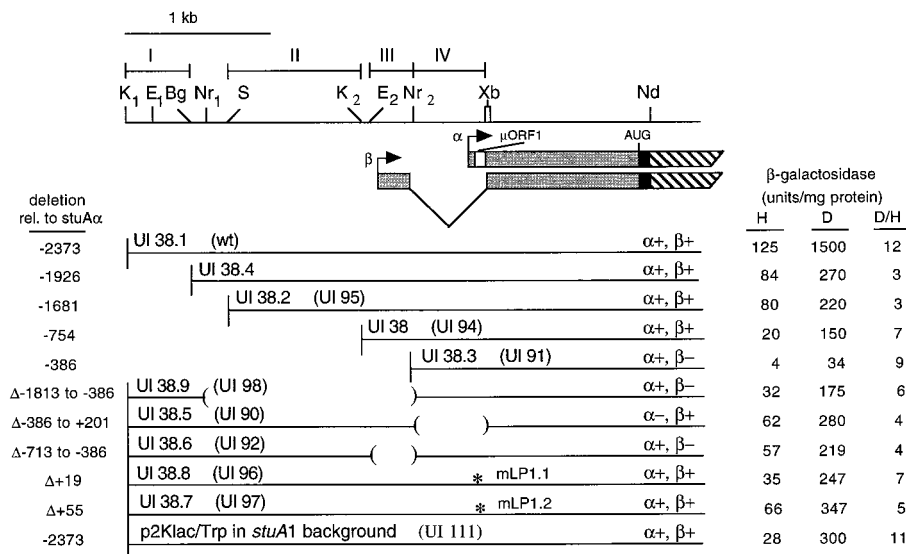 1 kb
I II III IV
K1 E1 Bg Nr1 S K2 E2 Nr2 Xb Nd
α μORF1 AUG
β
β-galactosidase
(units/mg protein)
deletion
rel. to stuAα
H D D/H
-2373 UI 38.1 (wt) α+, β+ 125 1500 12
-1926 UI 38.4 α+, β+ 84 270 3
-1681 UI 38.2 (UI 95) α+, β+ 80 220 3
-754 UI 38 (UI 94) α+, β+ 20 150 7
-386 UI 38.3 (UI 91) α+, β− 4 34 9
Δ-1813 to -386 UI 38.9 (UI 98) α+, β− 32 175 6
Δ-386 to +201 UI 38.5 (UI 90) α−, β+ 62 280 4
Δ-713 to -386 UI 38.6 (UI 92) α+, β− 57 219 4
Δ+19 UI 38.8 (UI 96) * mLP1.1 α+, β+ 35 247 7
Δ+55 UI 38.7 (UI 97) * mLP1.2 α+, β+ 66 347 5
-2373 p2Klac/Trp in stuA1 background (UI 111) α+, β+ 28 300 11